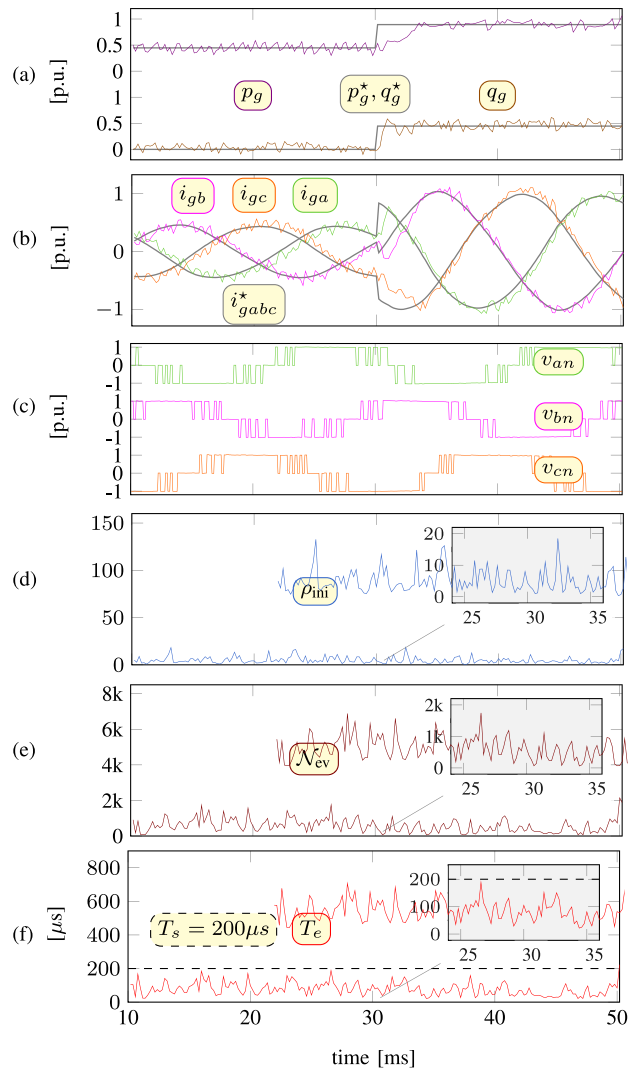 (a)
[p.u.]
1
0.5
0
1
0.5
0
p_g
p_g^⋆, q_g^⋆
q_g
(b)
[p.u.]
1
0
−1
i_gb
i_gc
i_ga
i_gabc^⋆
(c)
[p.u.]
1
0
-1
1
0
-1
1
0
-1
v_an
v_bn
v_cn
(d)
150
100
50
0
ρ_ini
20
10
0
25 30 35
(e)
8k
6k
4k
2k
0
𝒩_ev
2k
1k
0
25 30 35
(f)
[μs]
800
600
400
200
0
T_s = 200μs
T_e
200
100
0
25 30 35
10 20 30 40 50
time [ms]